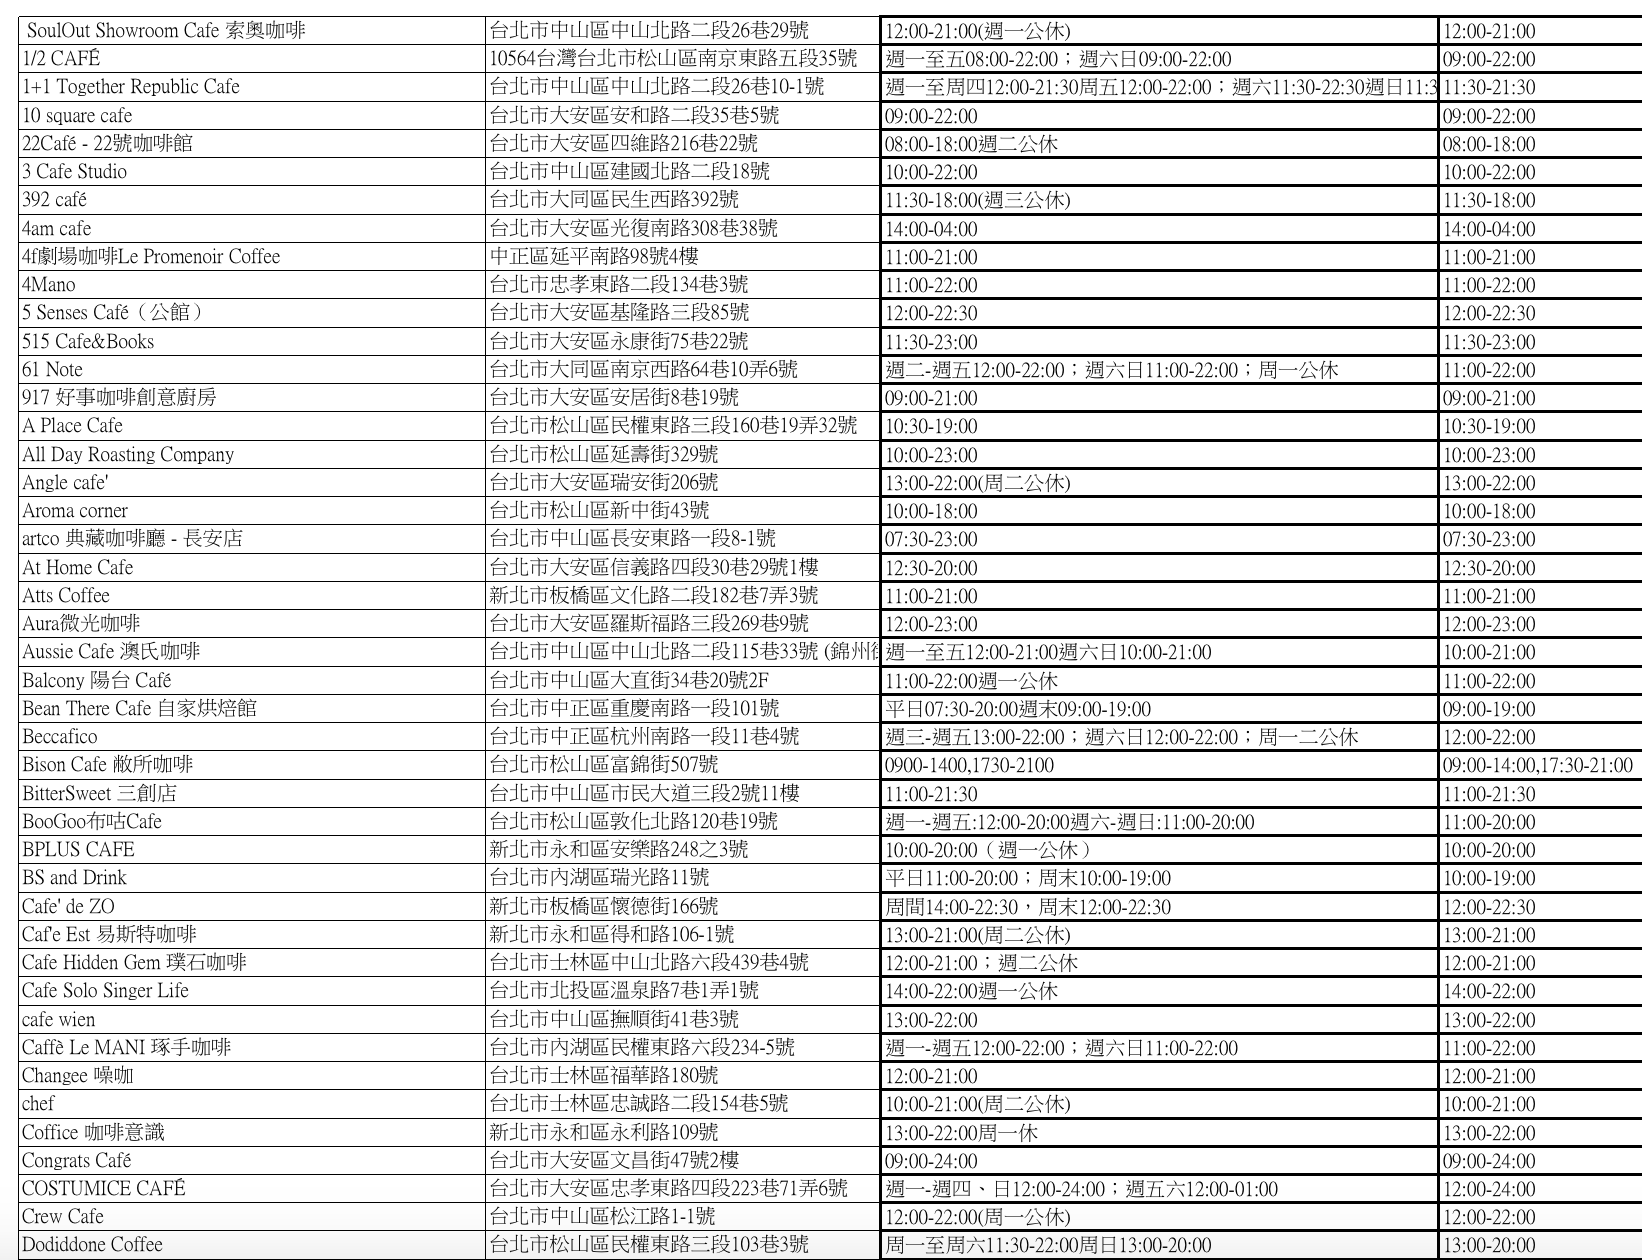 SoulOut Showroom Cafe 索奧咖啡 台北市中山區中山北路二段26巷29號 12:00-21:00(週一公休) 12:00-21:00
1/2 CAFÉ 10564台灣台北市松山區南京東路五段35號 週一至五08:00-22:00；週六日09:00-22:00 09:00-22:00
1+1 Together Republic Cafe 台北市中山區中山北路二段26巷10-1號 週一至周四12:00-21:30周五12:00-22:00；週六11:30-22:30週日11:3 11:30-21:30
10 square cafe 台北市大安區安和路二段35巷5號 09:00-22:00 09:00-22:00
22Café - 22號咖啡館 台北市大安區四維路216巷22號 08:00-18:00週二公休 08:00-18:00
3 Cafe Studio 台北市中山區建國北路二段18號 10:00-22:00 10:00-22:00
392 café 台北市大同區民生西路392號 11:30-18:00(週三公休) 11:30-18:00
4am cafe 台北市大安區光復南路308巷38號 14:00-04:00 14:00-04:00
4f劇場咖啡Le Promenoir Coffee 中正區延平南路98號4樓 11:00-21:00 11:00-21:00
4Mano 台北市忠孝東路二段134巷3號 11:00-22:00 11:00-22:00
5 Senses Café（公館） 台北市大安區基隆路三段85號 12:00-22:30 12:00-22:30
515 Cafe&Books 台北市大安區永康街75巷22號 11:30-23:00 11:30-23:00
61 Note 台北市大同區南京西路64巷10弄6號 週二-週五12:00-22:00；週六日11:00-22:00；周一公休 11:00-22:00
917 好事咖啡創意廚房 台北市大安區安居街8巷19號 09:00-21:00 09:00-21:00
A Place Cafe 台北市松山區民權東路三段160巷19弄32號 10:30-19:00 10:30-19:00
All Day Roasting Company 台北市松山區延壽街329號 10:00-23:00 10:00-23:00
Angle cafe' 台北市大安區瑞安街206號 13:00-22:00(周二公休) 13:00-22:00
Aroma corner 台北市松山區新中街43號 10:00-18:00 10:00-18:00
artco 典藏咖啡廳 - 長安店 台北市中山區長安東路一段8-1號 07:30-23:00 07:30-23:00
At Home Cafe 台北市大安區信義路四段30巷29號1樓 12:30-20:00 12:30-20:00
Atts Coffee 新北市板橋區文化路二段182巷7弄3號 11:00-21:00 11:00-21:00
Aura微光咖啡 台北市大安區羅斯福路三段269巷9號 12:00-23:00 12:00-23:00
Aussie Cafe 澳氏咖啡 台北市中山區中山北路二段115巷33號 (錦州街 週一至五12:00-21:00週六日10:00-21:00 10:00-21:00
Balcony 陽台 Café 台北市中山區大直街34巷20號2F 11:00-22:00週一公休 11:00-22:00
Bean There Cafe 自家烘焙館 台北市中正區重慶南路一段101號 平日07:30-20:00週末09:00-19:00 09:00-19:00
Beccafico 台北市中正區杭州南路一段11巷4號 週三-週五13:00-22:00；週六日12:00-22:00；周一二公休 12:00-22:00
Bison Cafe 敝所咖啡 台北市松山區富錦街507號 0900-1400,1730-2100 09:00-14:00,17:30-21:00
BitterSweet 三創店 台北市中山區市民大道三段2號11樓 11:00-21:30 11:00-21:30
BooGoo布咕Cafe 台北市松山區敦化北路120巷19號 週一-週五:12:00-20:00週六-週日:11:00-20:00 11:00-20:00
BPLUS CAFE 新北市永和區安樂路248之3號 10:00-20:00（週一公休） 10:00-20:00
BS and Drink 台北市內湖區瑞光路11號 平日11:00-20:00；周末10:00-19:00 10:00-19:00
Cafe' de ZO 新北市板橋區懷德街166號 周間14:00-22:30，周末12:00-22:30 12:00-22:30
Caf'e Est 易斯特咖啡 新北市永和區得和路106-1號 13:00-21:00(周二公休) 13:00-21:00
Cafe Hidden Gem 璞石咖啡 台北市士林區中山北路六段439巷4號 12:00-21:00；週二公休 12:00-21:00
Cafe Solo Singer Life 台北市北投區溫泉路7巷1弄1號 14:00-22:00週一公休 14:00-22:00
cafe wien 台北市中山區撫順街41巷3號 13:00-22:00 13:00-22:00
Caffè Le MANI 琢手咖啡 台北市內湖區民權東路六段234-5號 週一-週五12:00-22:00；週六日11:00-22:00 11:00-22:00
Changee 嗓咖 台北市士林區福華路180號 12:00-21:00 12:00-21:00
chef 台北市士林區忠誠路二段154巷5號 10:00-21:00(周二公休) 10:00-21:00
Coffice 咖啡意識 新北市永和區永利路109號 13:00-22:00周一休 13:00-22:00
Congrats Café 台北市大安區文昌街47號2樓 09:00-24:00 09:00-24:00
COSTUMICE CAFÉ 台北市大安區忠孝東路四段223巷71弄6號 週一-週四、日12:00-24:00；週五六12:00-01:00 12:00-24:00
Crew Cafe 台北市中山區松江路1-1號 12:00-22:00(周一公休) 12:00-22:00
Dodiddone Coffee 台北市松山區民權東路三段103巷3號 周一至周六11:30-22:00周日13:00-20:00 13:00-20:00